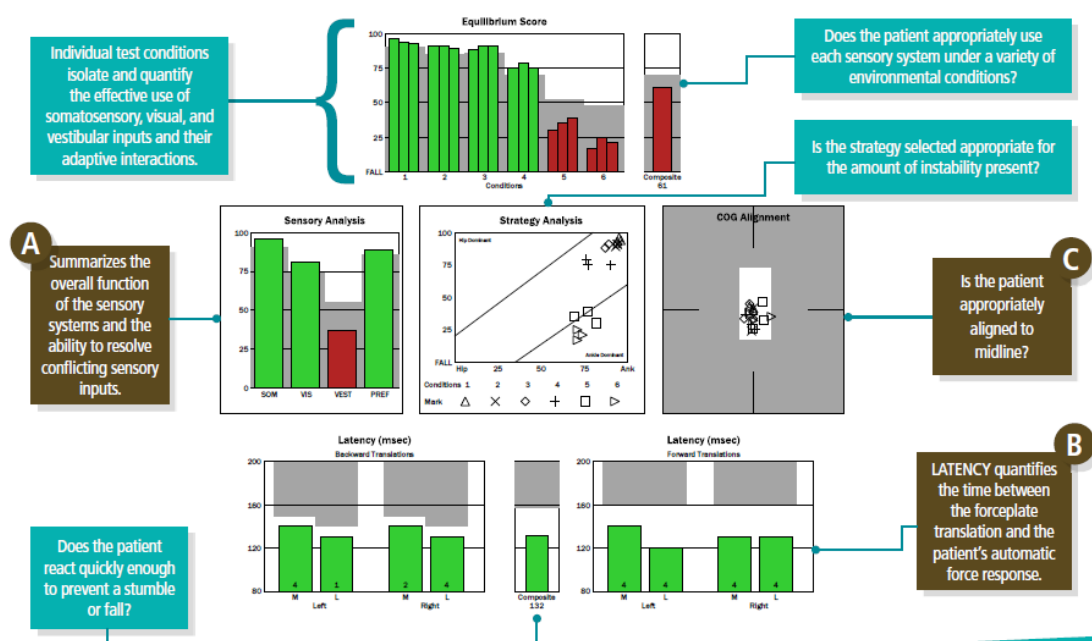 Equilibrium Score
Individual test conditions
isolate and quantify
the effective use of
somatosensory, visual, and
vestibular inputs and their
adaptive interactions.
100
75
50
25
FALL
1 2 3 4 5 6
Conditions
Composite
61
Does the patient appropriately use
each sensory system under a variety of
environmental conditions?
Is the strategy selected appropriate for
the amount of instability present?
A
Summarizes the
overall function
of the sensory
systems and the
ability to resolve
conflicting sensory
inputs.
Sensory Analysis
100
75
50
25
0
SOM VIS VEST PREF
Strategy Analysis
100
Hip Dominant
75
50
25
Ankle Dominant
FALL
Hip 25 50 75 Ank
Conditions 1 2 3 4 5 6
Mark
COG Alignment
C
Is the patient
appropriately
aligned to
midline?
Latency (msec)
Backward Translations
200
160
120
80
4 1 2 4
M L M L
Left Right
Composite
132
Latency (msec)
Forward Translations
200
160
120
80
4 4 4 4
M L M L
Left Right
B
LATENCY quantifies
the time between
the forceplate
translation and the
patient's automatic
force response.
Does the patient
react quickly enough
to prevent a stumble
or fall?